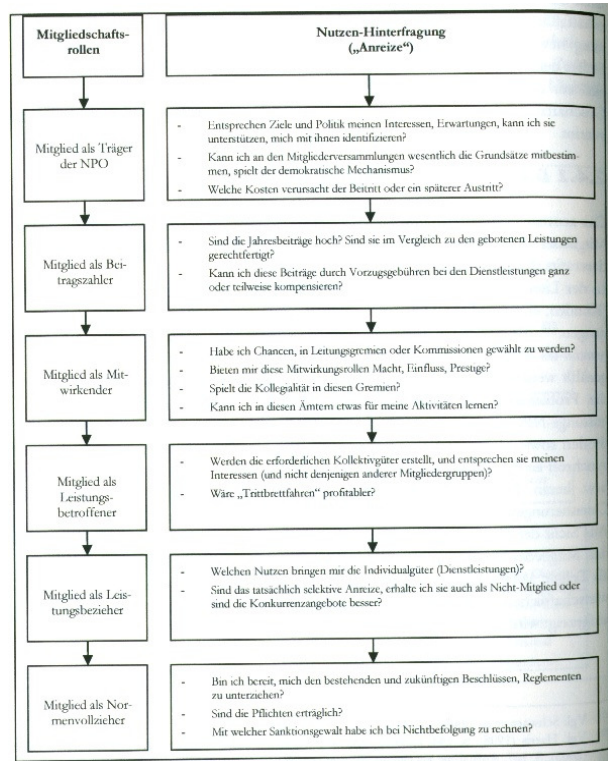 Mitgliedschafts-
rollen
Nutzen-Hinterfragung
(„Anreize“)
Mitglied als Träger
der NPO
- Entsprechen Ziele und Politik meinen Interessen, Erwartungen, kann ich sie
unterstützen, mich mit ihnen identifizieren?
- Kann ich an den Mitgliederversammlungen wesentlich die Grundsätze mitbestim-
men, spielt der demokratische Mechanismus?
- Welche Kosten verursacht der Beitritt oder ein späterer Austritt?
Mitglied als Bei-
tragszahler
- Sind die Jahresbeiträge hoch? Sind sie im Vergleich zu den gebotenen Leistungen
gerechtfertigt?
- Kann ich diese Beiträge durch Vorzugsgebühren bei den Dienstleistungen ganz
oder teilweise kompensieren?
Mitglied als Mit-
wirkender
- Habe ich Chancen, in Leitungsgremien oder Kommissionen gewählt zu werden?
- Bieten mir diese Mitwirkungsrollen Macht, Einfluss, Prestige?
- Spielt die Kollegialität in diesen Gremien?
- Kann ich in diesen Ämtern etwas für meine Aktivitäten lernen?
Mitglied als
Leistungs-
betroffener
- Werden die erforderlichen Kollektivgüter erstellt, und entsprechen sie meinen
Interessen (und nicht denjenigen anderer Mitgliedergruppen)?
- Wäre „Trittbrettfahren“ profitabler?
Mitglied als Leis-
tungsbezieher
- Welchen Nutzen bringen mir die Individualgüter (Dienstleistungen)?
- Sind das tatsächlich selektive Anreize, erhalte ich sie auch als Nicht-Mitglied oder
sind die Konkurrenzangebote besser?
Mitglied als Nor-
menvollzieher
- Bin ich bereit, mich den bestehenden und zukünftigen Beschlüssen, Reglementen
zu unterziehen?
- Sind die Pflichten erträglich?
- Mit welcher Sanktionsgewalt habe ich bei Nichtbefolgung zu rechnen?